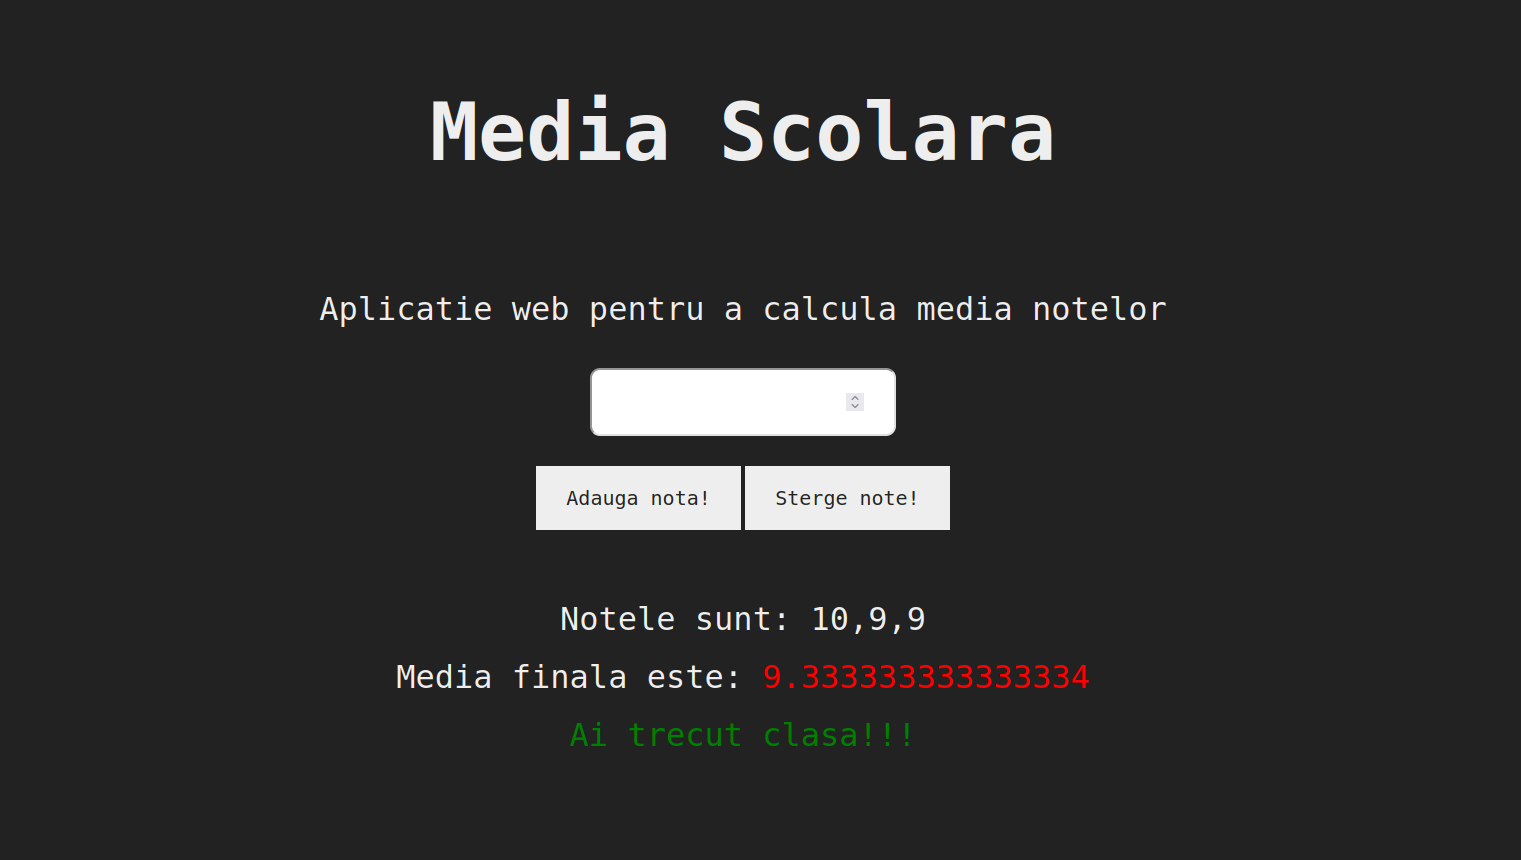 Media Scolara
Aplicatie web pentru a calcula media notelor
Adauga nota! Sterge note!
Notele sunt: 10,9,9
Media finala este: 9.333333333333334
Ai trecut clasa!!!